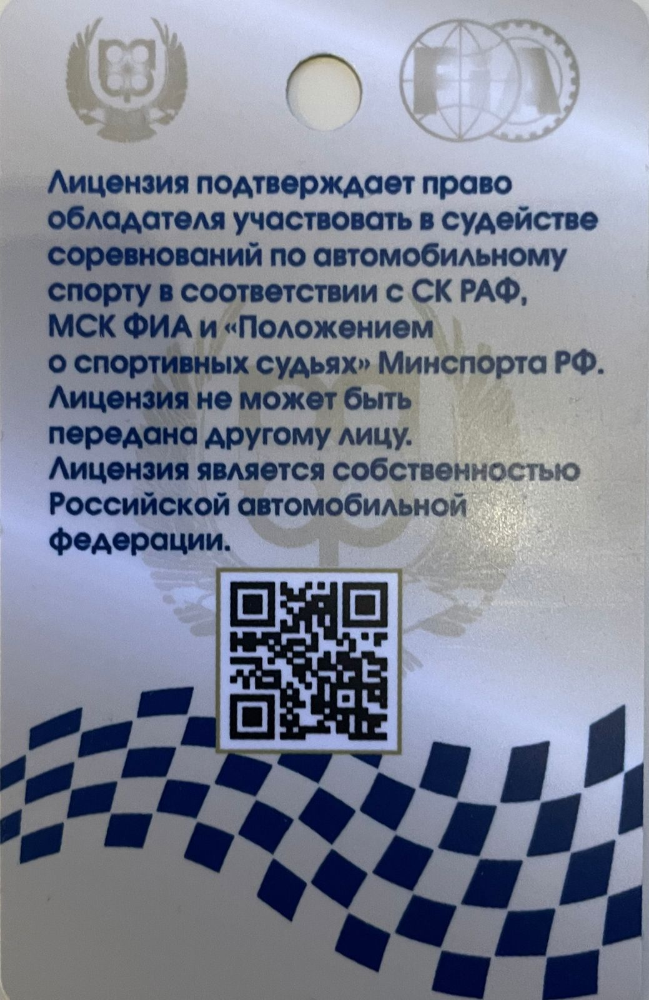 FIA
Лицензия подтверждает право
обладателя участвовать в судействе
соревнований по автомобильному
спорту в соответствии с СК РАФ,
МСК ФИА и «Положением
о спортивных судьях» Минспорта РФ.
Лицензия не может быть
передана другому лицу.
Лицензия является собственностью
Российской автомобильной
федерации.